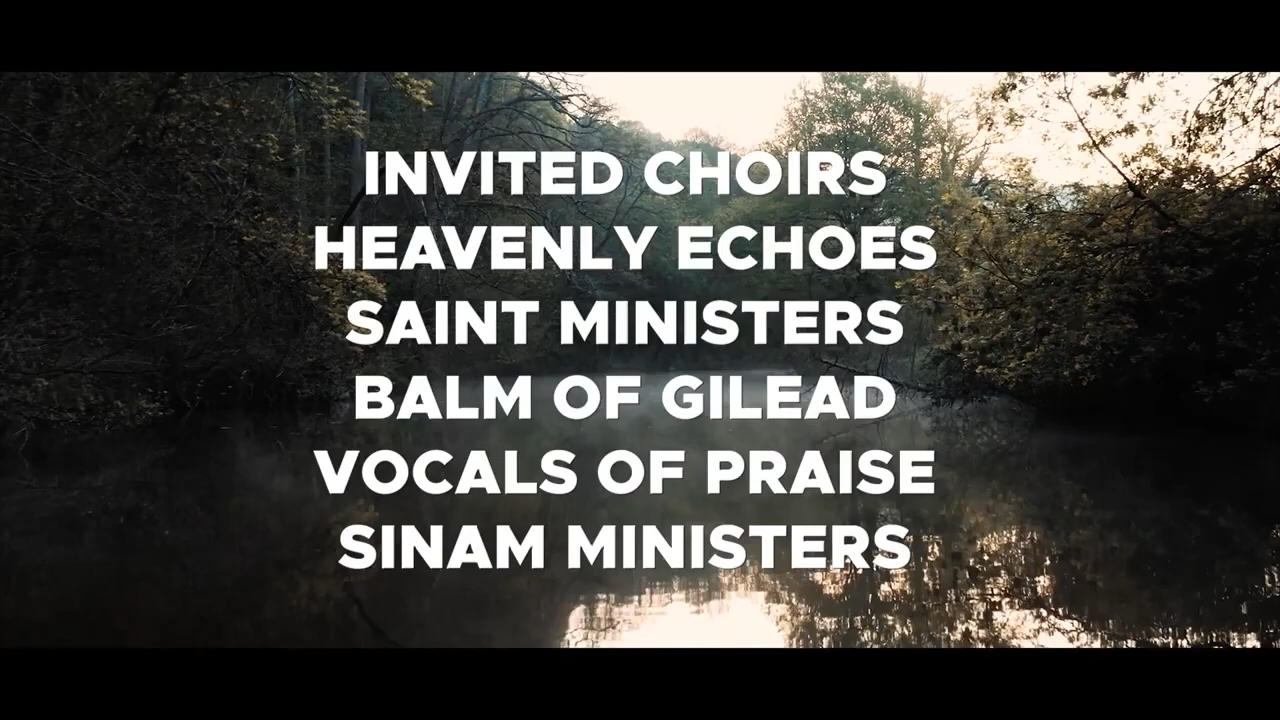 INVITED CHOIRS
HEAVENLY ECHOES
SAINT MINISTERS
BALM OF GILEAD
VOCALS OF PRAISE
SINAM MINISTERS